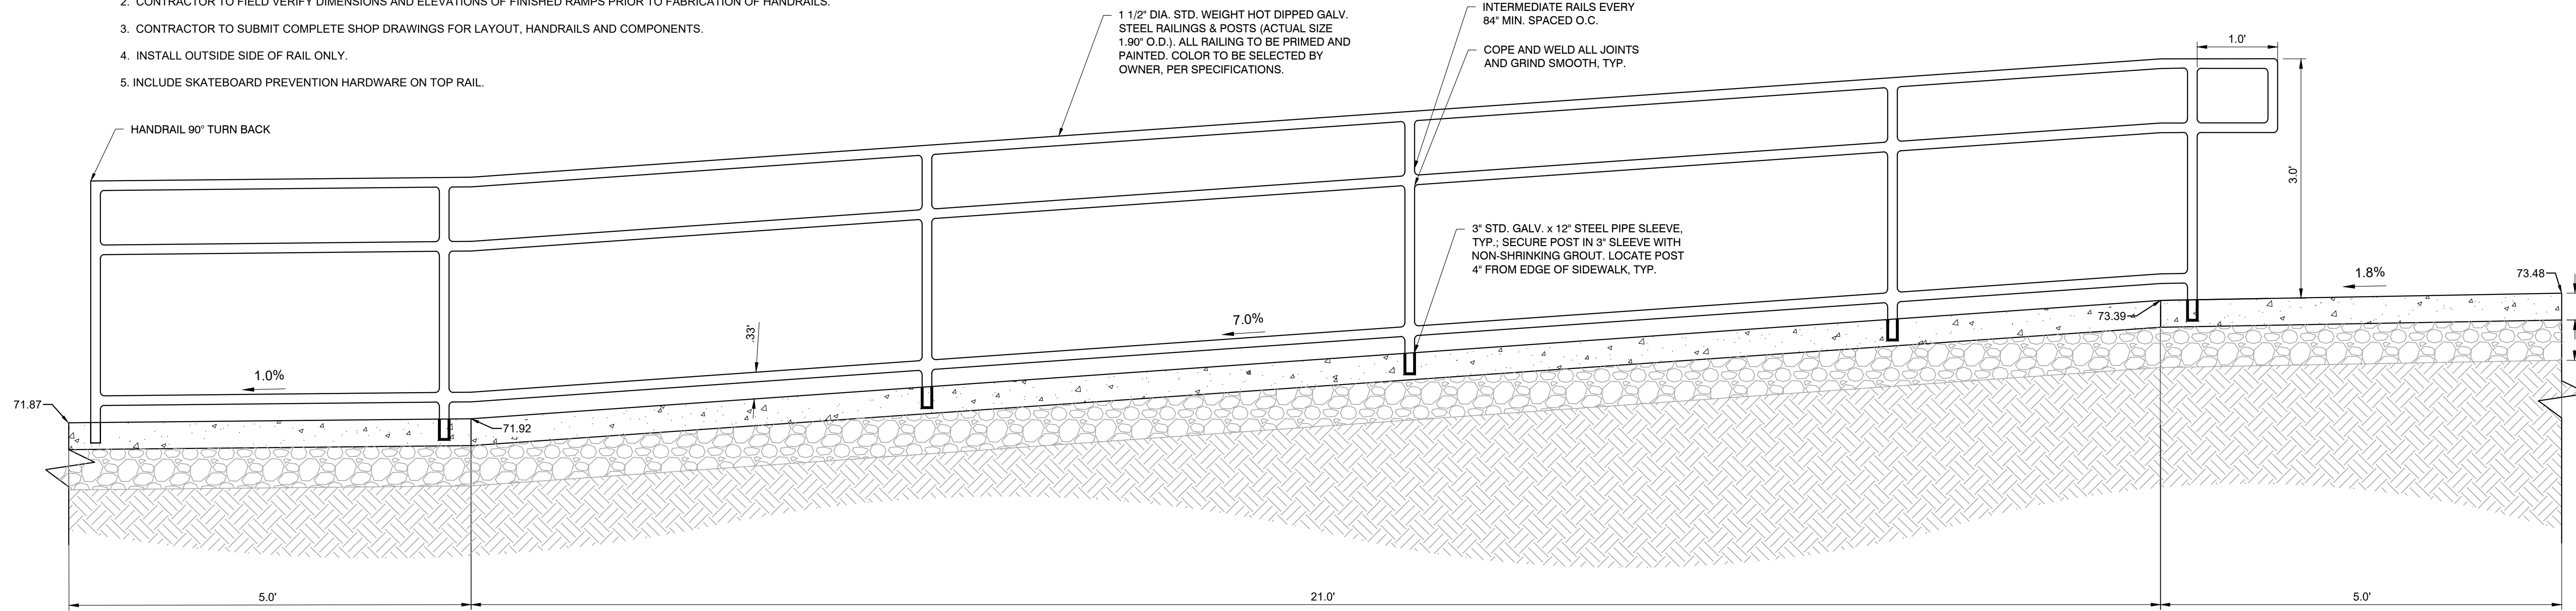 2. CONTRACTOR TO FIELD VERIFY DIMENSIONS AND ELEVATIONS OF FINISHED RAMPS PRIOR TO FABRICATION OF HANDRAILS.
3. CONTRACTOR TO SUBMIT COMPLETE SHOP DRAWINGS FOR LAYOUT, HANDRAILS AND COMPONENTS.
4. INSTALL OUTSIDE SIDE OF RAIL ONLY.
5. INCLUDE SKATEBOARD PREVENTION HARDWARE ON TOP RAIL.
HANDRAIL 90° TURN BACK
1 1/2" DIA. STD. WEIGHT HOT DIPPED GALV.
STEEL RAILINGS & POSTS (ACTUAL SIZE
1.90" O.D.). ALL RAILING TO BE PRIMED AND
PAINTED. COLOR TO BE SELECTED BY
OWNER, PER SPECIFICATIONS.
INTERMEDIATE RAILS EVERY
84" MIN. SPACED O.C.
COPE AND WELD ALL JOINTS
AND GRIND SMOOTH, TYP.
1.0'
3.0'
3" STD. GALV. x 12" STEEL PIPE SLEEVE,
TYP.; SECURE POST IN 3" SLEEVE WITH
NON-SHRINKING GROUT. LOCATE POST
4" FROM EDGE OF SIDEWALK, TYP.
1.8%
73.48
73.39
7.0%
.33'
1.0%
71.87
71.92
5.0'
21.0'
5.0'